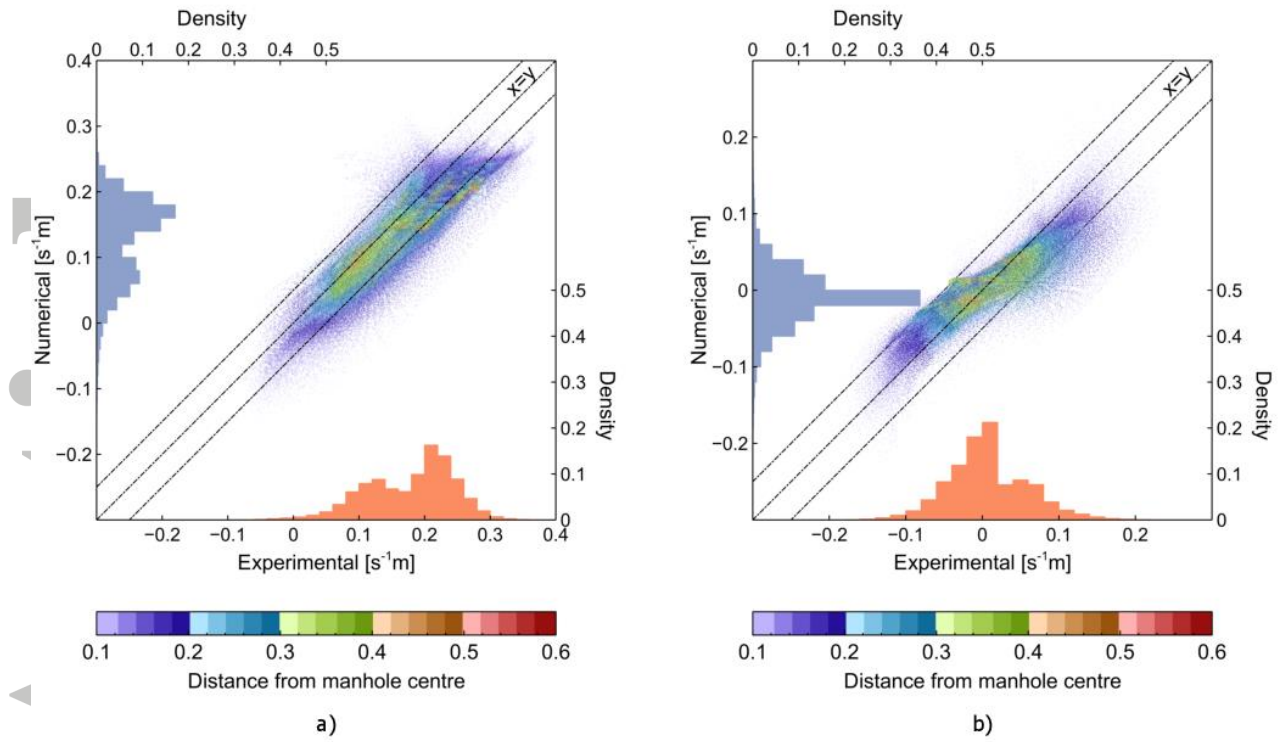 Density
0 0.1 0.2 0.3 0.4 0.5
0.4
0.3
0.2
0.1
0
−0.1
−0.2
Numerical [s-1m]
x=y
0.5
0.4
0.3
0.2
0.1
0
Density
−0.2 −0.1 0 0.1 0.2 0.3 0.4
Experimental [s-1m]
0.1 0.2 0.3 0.4 0.5 0.6
Distance from manhole centre
a)
Density
0 0.1 0.2 0.3 0.4 0.5
0.2
0.1
0
−0.1
−0.2
Numerical [s-1m]
x=y
0.5
0.4
0.3
0.2
0.1
0
Density
−0.2 −0.1 0 0.1 0.2
Experimental [s-1m]
0.1 0.2 0.3 0.4 0.5 0.6
Distance from manhole centre
b)